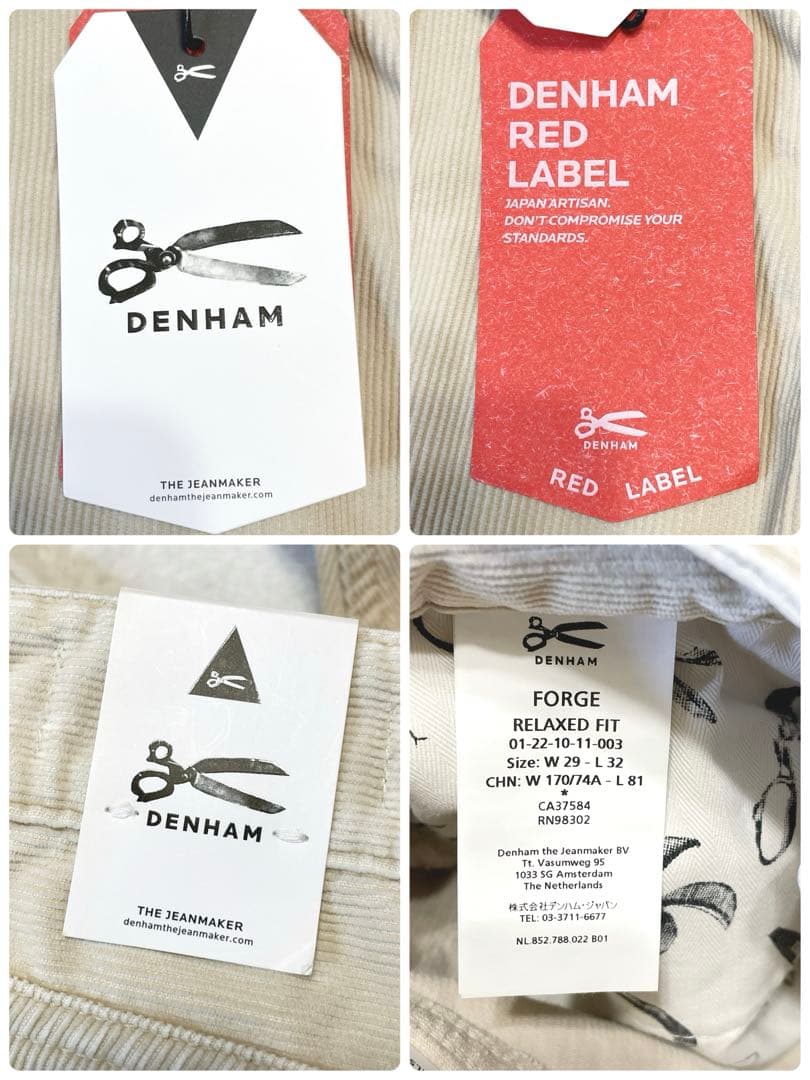 DENHAM
THE JEANMAKER
denhamthejeanmaker.com
DENHAM
RED
LABEL
JAPAN ARTISAN.
DON'T COMPROMISE YOUR
STANDARDS.
DENHAM
RED LABEL
DENHAM
THE JEANMAKER
denhamthejeanmaker.com
DENHAM
FORGE
RELAXED FIT
01-22-10-11-003
Size: W 29 - L 32
CHN: W 170/74A - L 81
*
CA37584
RN98302
Denham the Jeanmaker BV
Tt. Vasumweg 95
1033 SG Amsterdam
The Netherlands
株式会社デンハム・ジャパン
TEL: 03-3711-6677
NL.852.788.022 B01